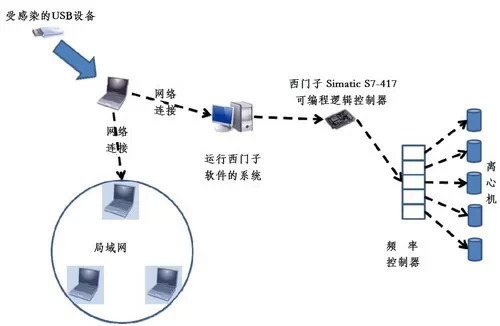 受感染的USB设备
网络
连接
网络
连接
西门子 Simatic S7-417
可编程逻辑控制器
运行西门子
软件的系统
离
心
机
局域网
频 率
控制器